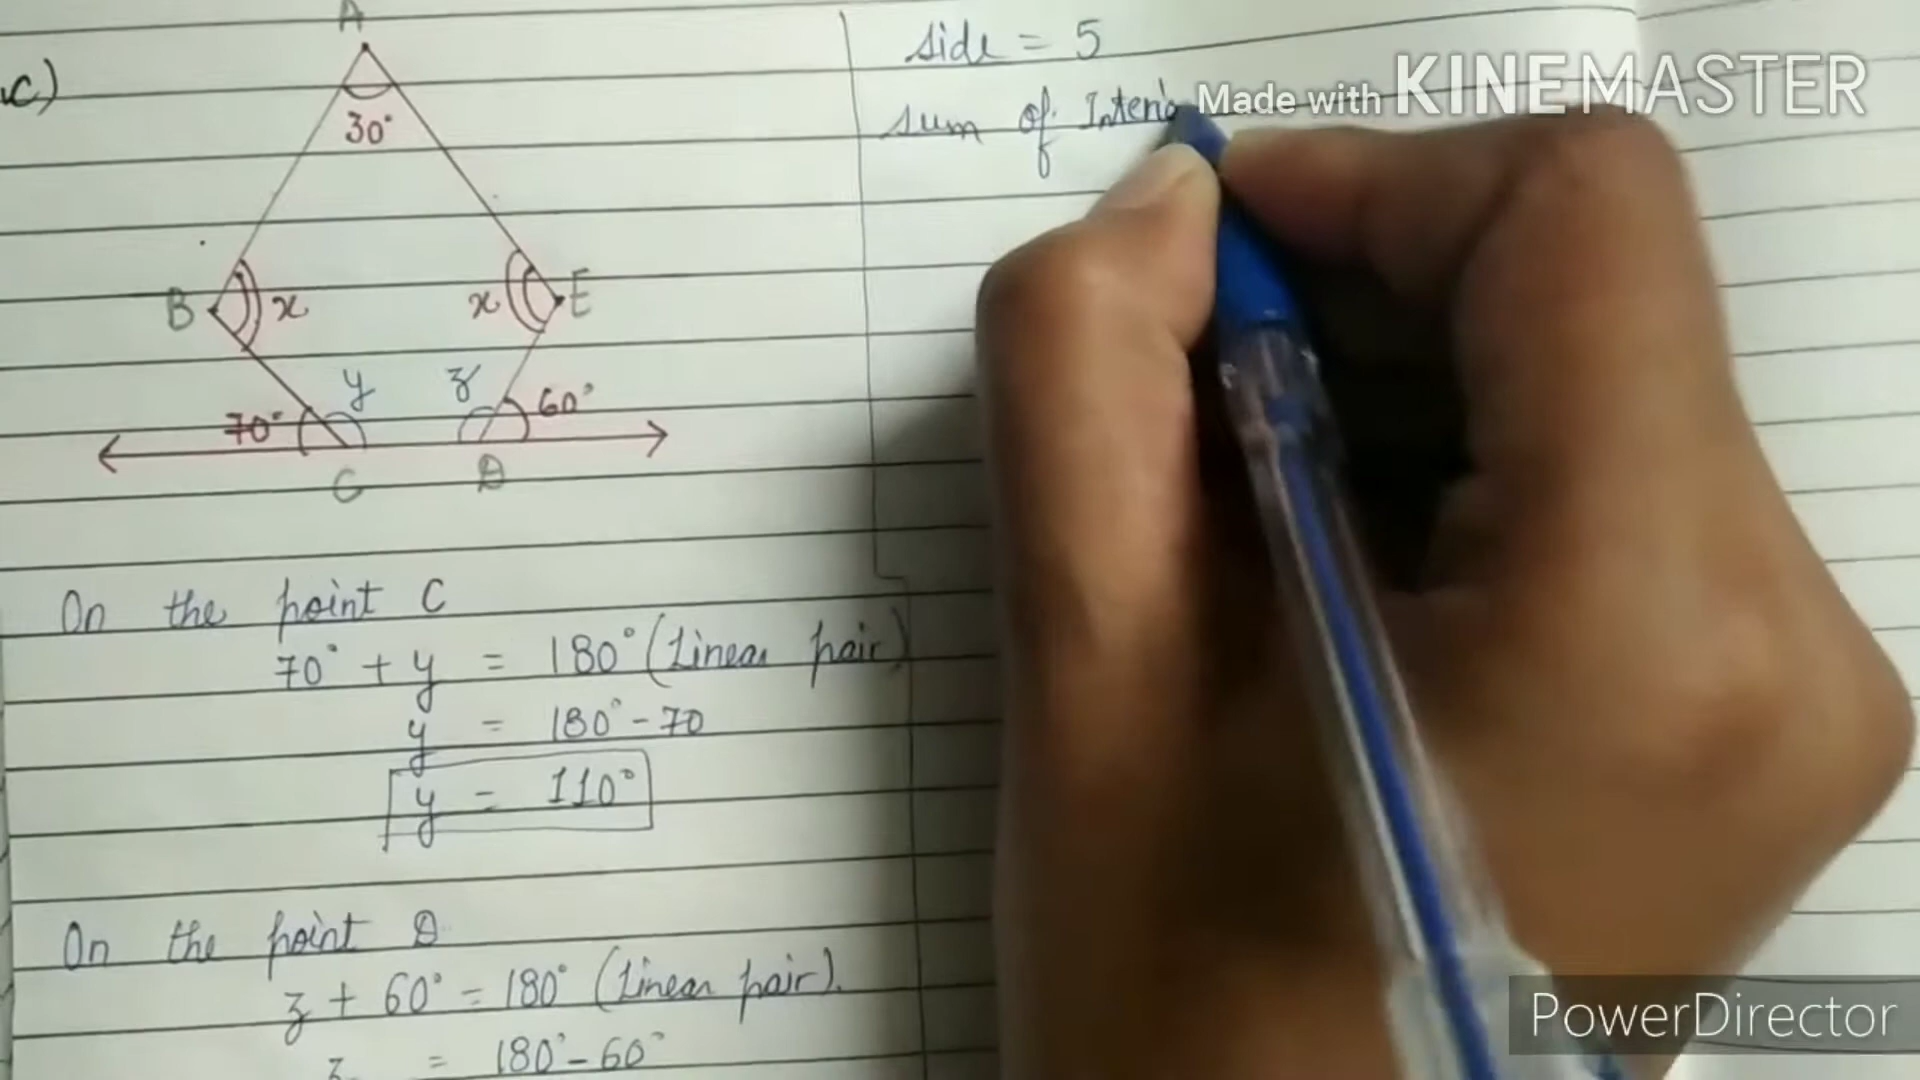 c)
A
30°
B x x E
y z
70° 60°
C D
On the point C
70° + y = 180° (Linear pair)
y = 180° - 70
y = 110°
On the point D
z + 60° = 180° (Linear pair).
z = 180° - 60°
side = 5
sum of Interio
Made with KINEMASTER
PowerDirector